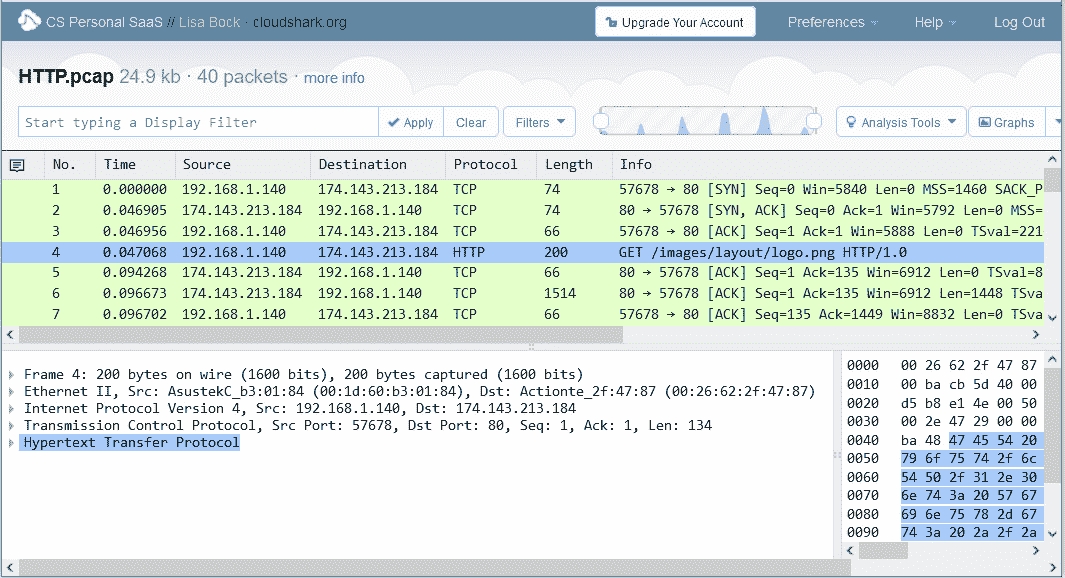 CS Personal SaaS // Lisa Bock · cloudshark.org Upgrade Your Account Preferences Help Log Out
HTTP.pcap 24.9 kb · 40 packets · more info
Start typing a Display Filter Apply Clear Filters Analysis Tools Graphs
No. Time Source Destination Protocol Length Info
1 0.000000 192.168.1.140 174.143.213.184 TCP 74 57678 → 80 [SYN] Seq=0 Win=5840 Len=0 MSS=1460 SACK_P
2 0.046905 174.143.213.184 192.168.1.140 TCP 74 80 → 57678 [SYN, ACK] Seq=0 Ack=1 Win=5792 Len=0 MSS=
3 0.046956 192.168.1.140 174.143.213.184 TCP 66 57678 → 80 [ACK] Seq=1 Ack=1 Win=5888 Len=0 TSval=221
4 0.047068 192.168.1.140 174.143.213.184 HTTP 200 GET /images/layout/logo.png HTTP/1.0
5 0.094268 174.143.213.184 192.168.1.140 TCP 66 80 → 57678 [ACK] Seq=1 Ack=135 Win=6912 Len=0 TSval=8
6 0.096673 174.143.213.184 192.168.1.140 TCP 1514 80 → 57678 [ACK] Seq=1 Ack=135 Win=6912 Len=1448 TSva
7 0.096702 192.168.1.140 174.143.213.184 TCP 66 57678 → 80 [ACK] Seq=135 Ack=1449 Win=8832 Len=0 TSva
Frame 4: 200 bytes on wire (1600 bits), 200 bytes captured (1600 bits)
Ethernet II, Src: AsustekC_b3:01:84 (00:1d:60:b3:01:84), Dst: Actionte_2f:47:87 (00:26:62:2f:47:87)
Internet Protocol Version 4, Src: 192.168.1.140, Dst: 174.143.213.184
Transmission Control Protocol, Src Port: 57678, Dst Port: 80, Seq: 1, Ack: 1, Len: 134
Hypertext Transfer Protocol
0000 00 26 62 2f 47 87
0010 00 ba cb 5d 40 00
0020 d5 b8 e1 4e 00 50
0030 00 2e 47 29 00 00
0040 ba 48 47 45 54 20
0050 79 6f 75 74 2f 6c
0060 54 50 2f 31 2e 30
0070 6e 74 3a 20 57 67
0080 69 6e 75 78 2d 67
0090 74 3a 20 2a 2f 2a